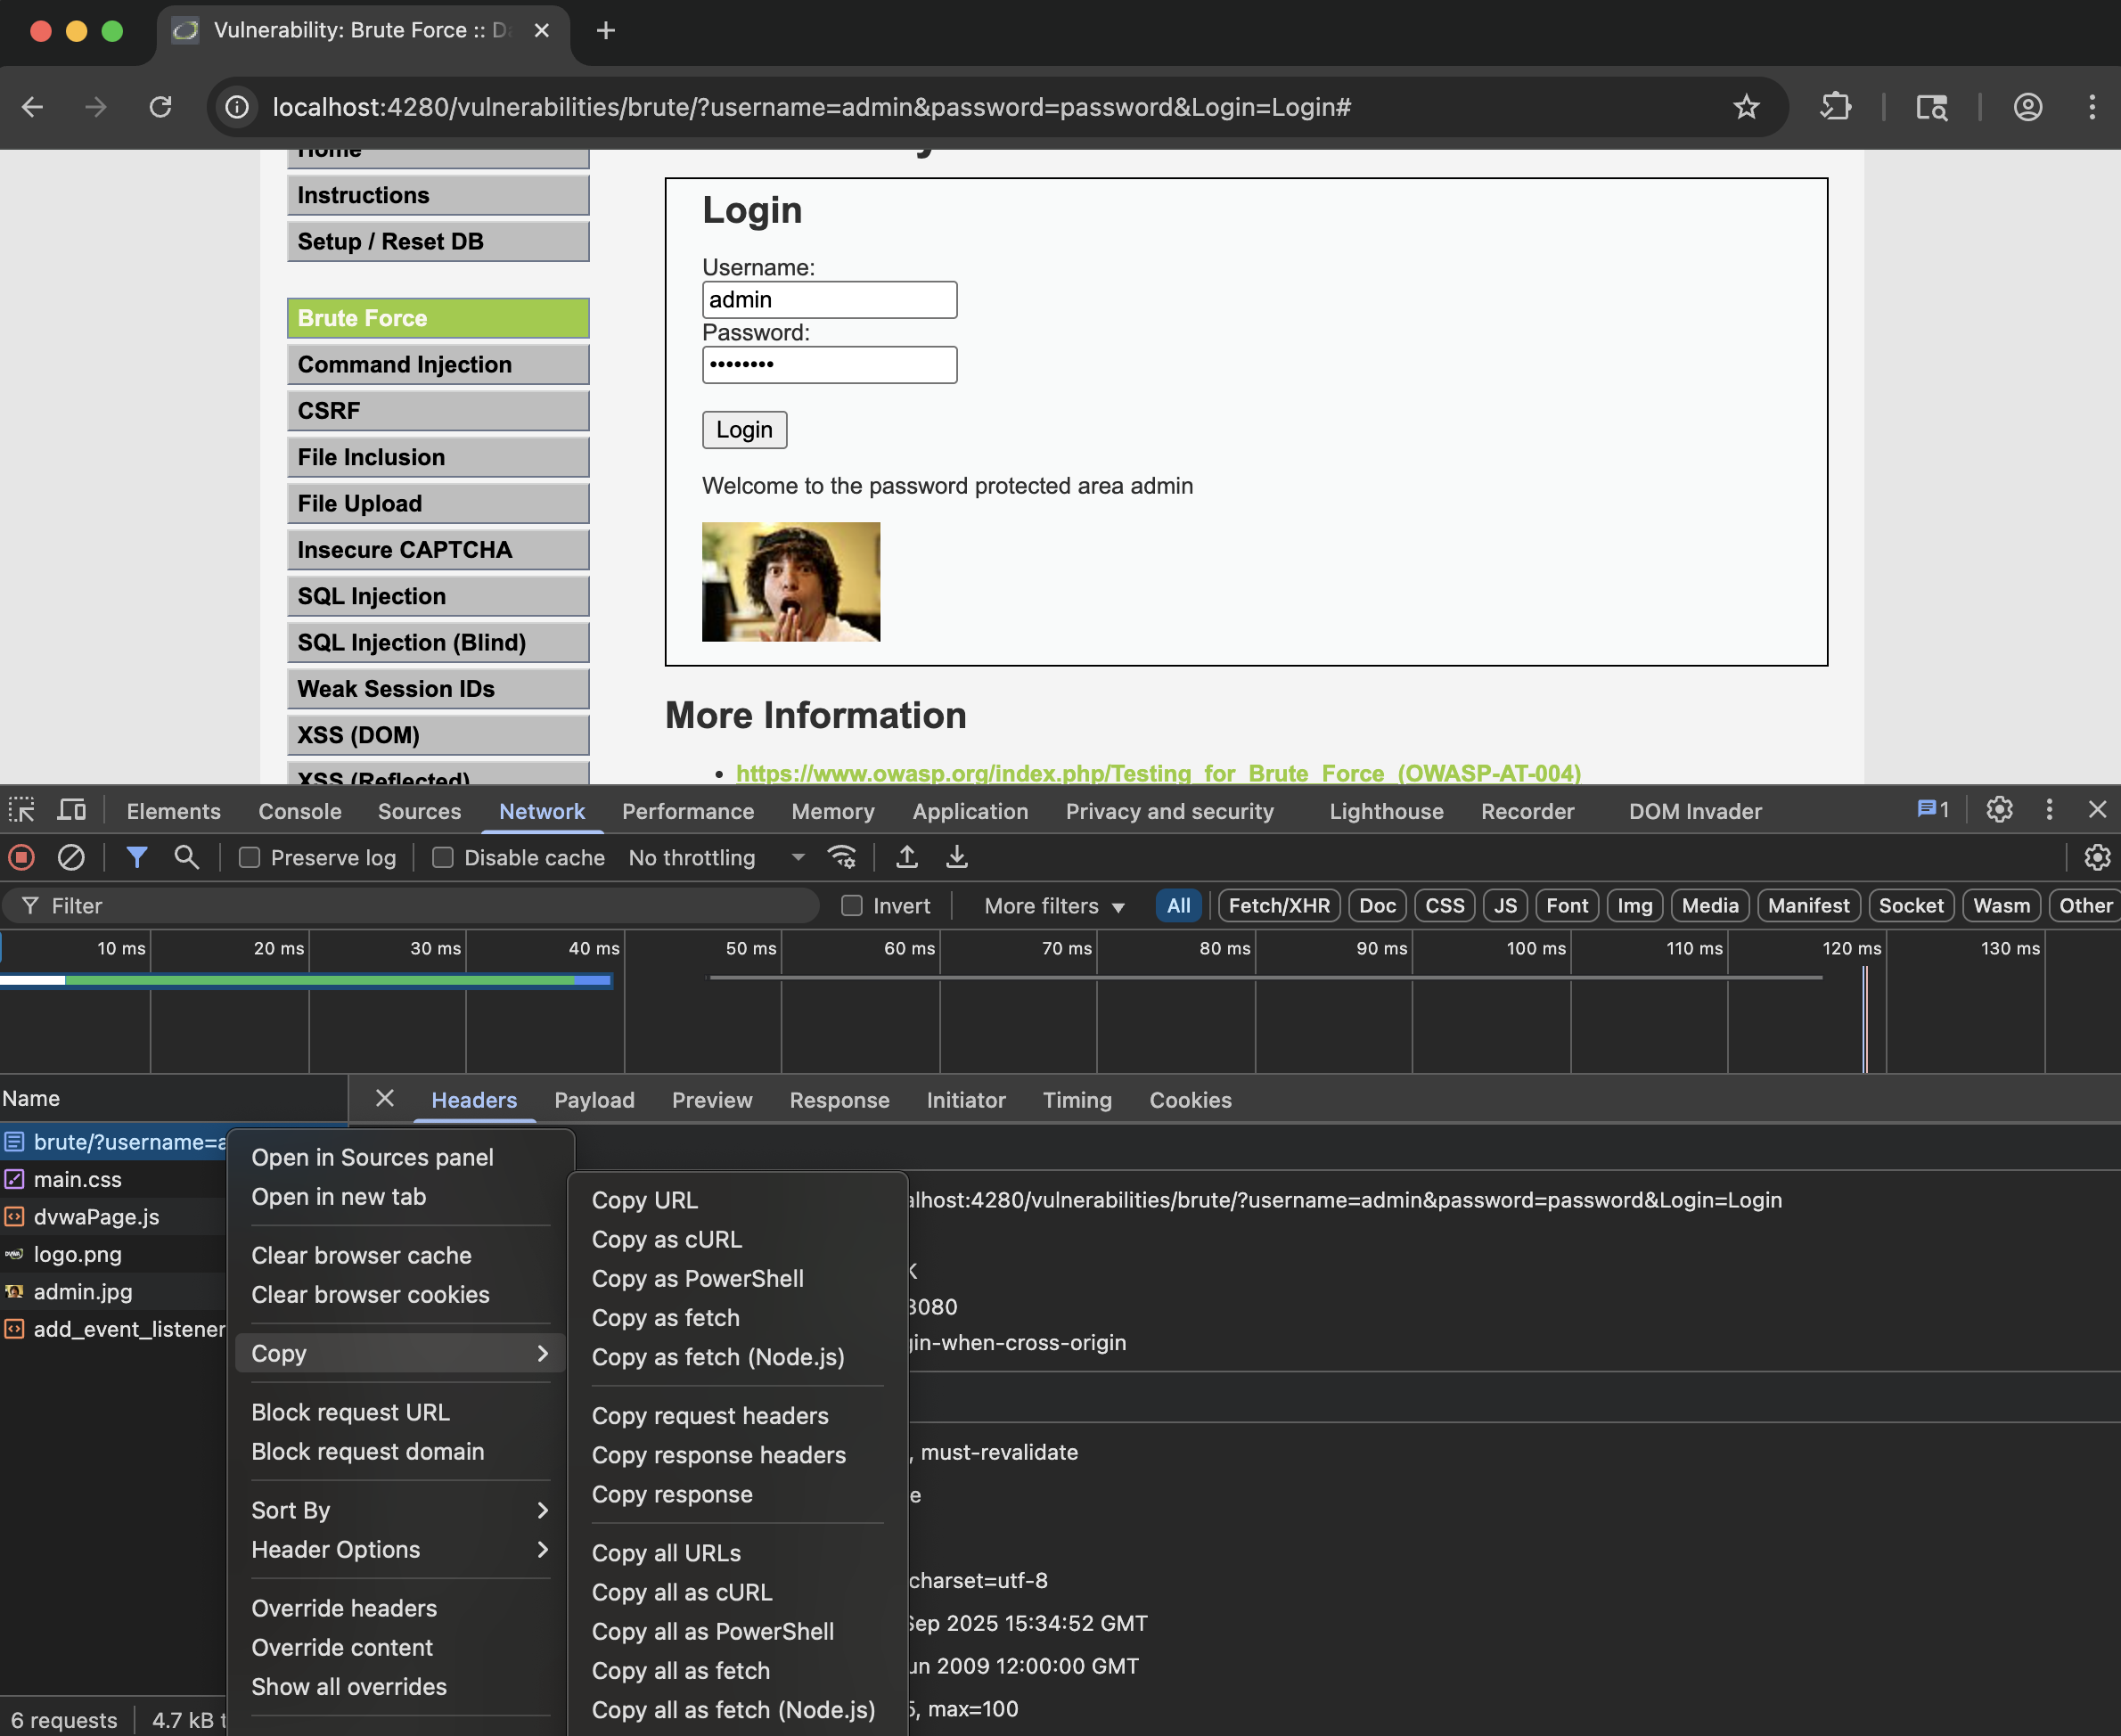 Vulnerability: Brute Force :: Da
localhost:4280/vulnerabilities/brute/?username=admin&password=password&Login=Login#
Home
Instructions
Setup / Reset DB
Brute Force
Command Injection
CSRF
File Inclusion
File Upload
Insecure CAPTCHA
SQL Injection
SQL Injection (Blind)
Weak Session IDs
XSS (DOM)
XSS (Reflected)
Login
Username:
admin
Password:
••••••••
Login
Welcome to the password protected area admin
More Information
• https://www.owasp.org/index.php/Testing_for_Brute_Force_(OWASP-AT-004)
Elements Console Sources Network Performance Memory Application Privacy and security Lighthouse Recorder DOM Invader 1
Preserve log Disable cache No throttling
Filter Invert More filters All Fetch/XHR Doc CSS JS Font Img Media Manifest Socket Wasm Other
10 ms 20 ms 30 ms 40 ms 50 ms 60 ms 70 ms 80 ms 90 ms 100 ms 110 ms 120 ms 130 ms
Name
Headers Payload Preview Response Initiator Timing Cookies
brute/?username=a
main.css
dvwaPage.js
logo.png
admin.jpg
add_event_listener
6 requests 4.7 kB t
Open in Sources panel
Open in new tab
Clear browser cache
Clear browser cookies
Copy
Block request URL
Block request domain
Sort By
Header Options
Override headers
Override content
Show all overrides
Copy URL
Copy as cURL
Copy as PowerShell
Copy as fetch
Copy as fetch (Node.js)
Copy request headers
Copy response headers
Copy response
Copy all URLs
Copy all as cURL
Copy all as PowerShell
Copy all as fetch
Copy all as fetch (Node.js)
alhost:4280/vulnerabilities/brute/?username=admin&password=password&Login=Login
K
8080
gin-when-cross-origin
, must-revalidate
e
charset=utf-8
Sep 2025 15:34:52 GMT
un 2009 12:00:00 GMT
5, max=100